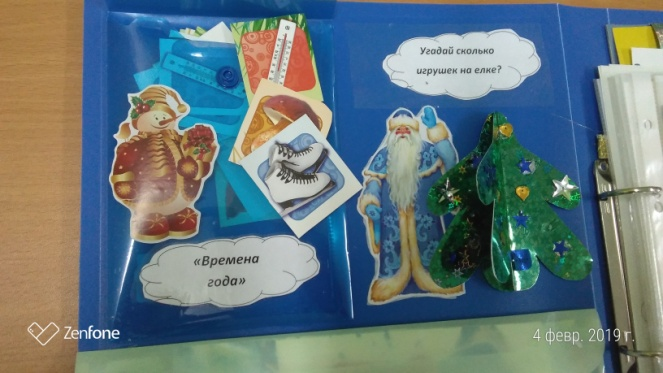 Угадай сколько
игрушек на елке?
«Времена
года»
Zenfone
4 февр. 2019 г.